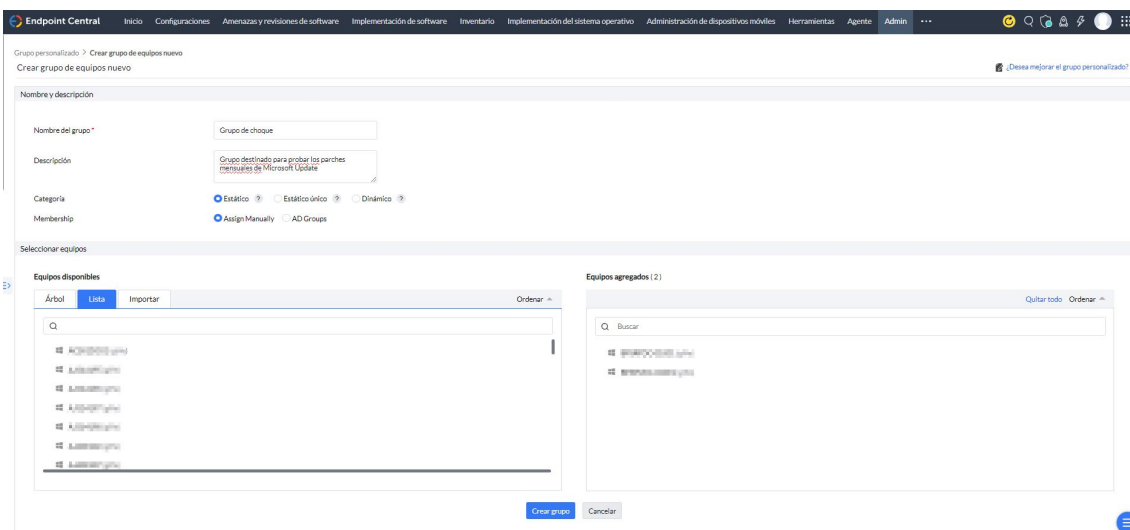 Endpoint Central Inicio Configuraciones Amenazas y revisiones de software Implementación de software Inventario Implementación del sistema operativo Administración de dispositivos móviles Herramientas Agente Admin ...
Grupo personalizado > Crear grupo de equipos nuevo
Crear grupo de equipos nuevo ¿Desea mejorar el grupo personalizado?
Nombre y descripción
Nombre del grupo * Grupo de choque
Descripción Grupo destinado para probar los parches
mensuales de Microsoft Update
Categoría Estático ? Estático único ? Dinámico ?
Membership Assign Manually AD Groups
Seleccionar equipos
Equipos disponibles Equipos agregados ( 2 )
Árbol Lista Importar Ordenar Quitar todo Ordenar
Buscar
Crear grupo Cancelar